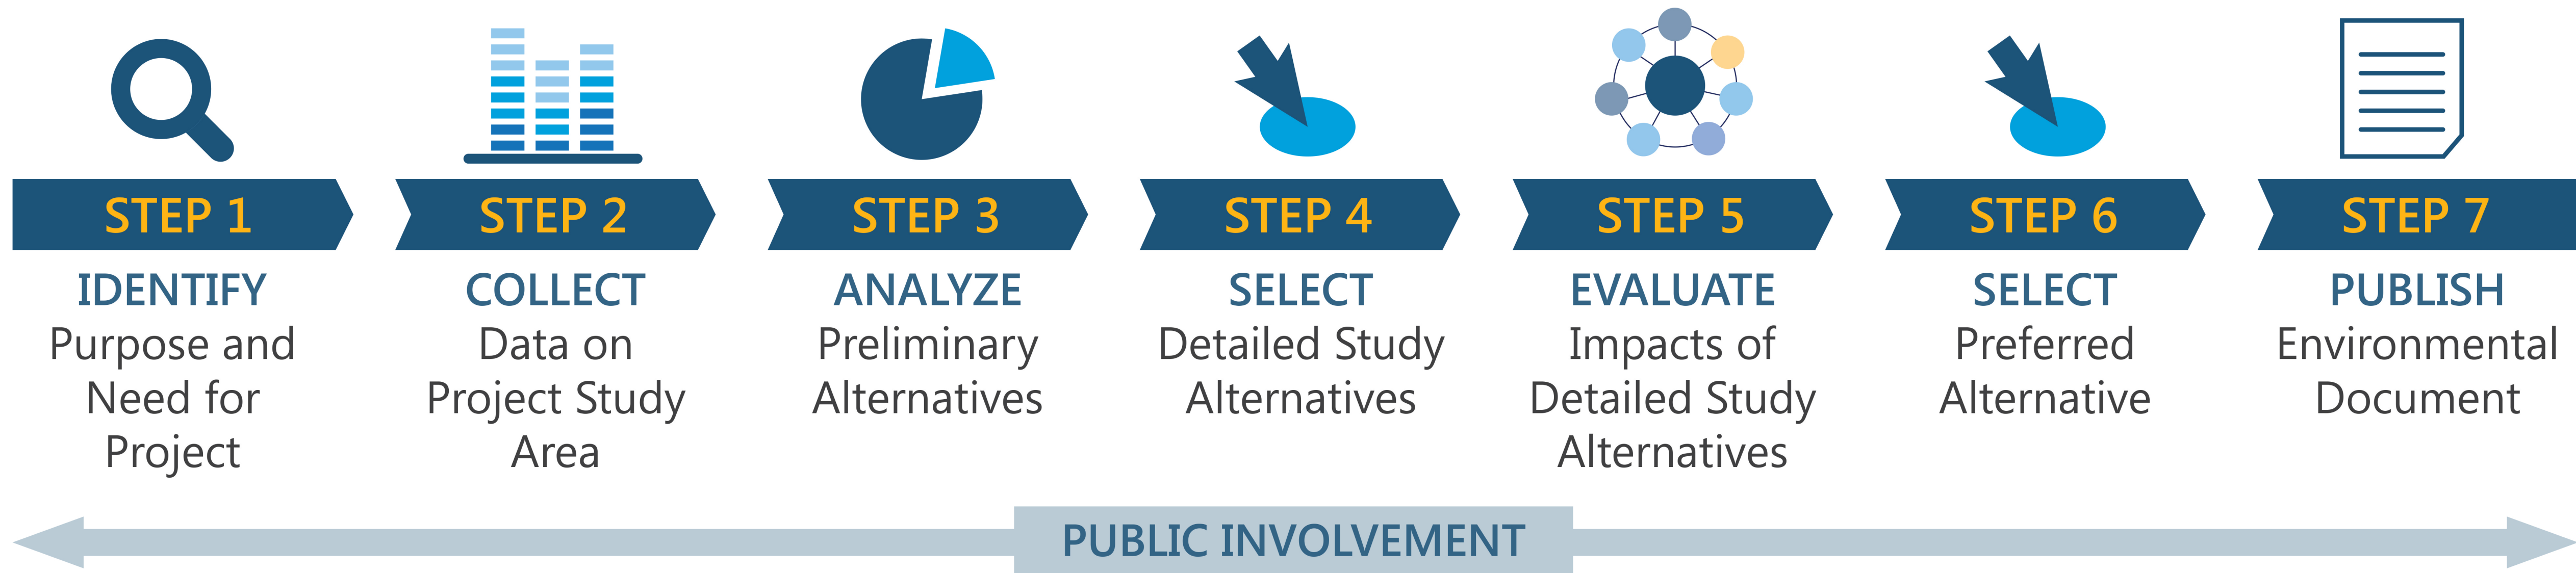 STEP 1
IDENTIFY
Purpose and
Need for
Project
STEP 2
COLLECT
Data on
Project Study
Area
STEP 3
ANALYZE
Preliminary
Alternatives
STEP 4
SELECT
Detailed Study
Alternatives
STEP 5
EVALUATE
Impacts of
Detailed Study
Alternatives
STEP 6
SELECT
Preferred
Alternative
STEP 7
PUBLISH
Environmental
Document
PUBLIC INVOLVEMENT